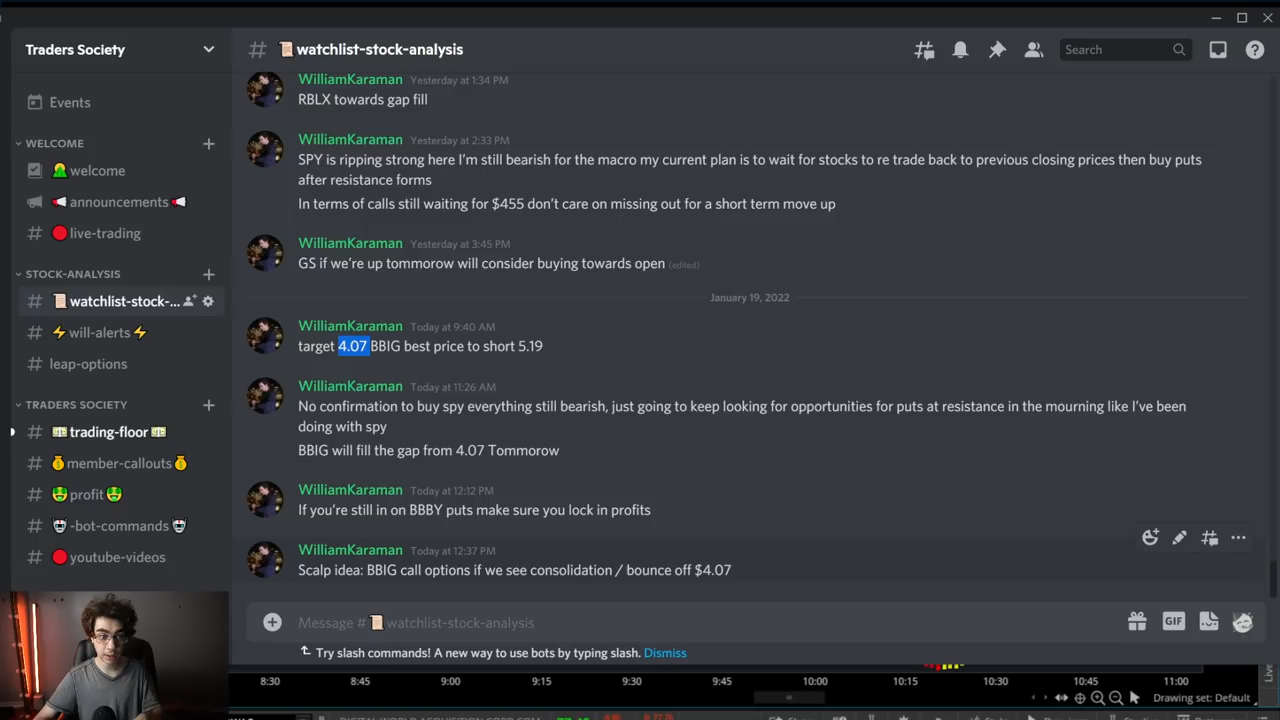 Traders Society
watchlist-stock-analysis
Search
Events
WELCOME
welcome
announcements
live-trading
STOCK-ANALYSIS
watchlist-stock-...
will-alerts
leap-options
TRADERS SOCIETY
trading-floor
member-callouts
profit
-bot-commands
youtube-videos
WilliamKaraman Yesterday at 1:34 PM
RBLX towards gap fill
WilliamKaraman Yesterday at 2:33 PM
SPY is ripping strong here I'm still bearish for the macro my current plan is to wait for stocks to re trade back to previous closing prices then buy puts
after resistance forms
In terms of calls still waiting for $455 don't care on missing out for a short term move up
WilliamKaraman Yesterday at 3:45 PM
GS if we're up tommorow will consider buying towards open (edited)
January 19, 2022
WilliamKaraman Today at 9:40 AM
target 4.07 BBIG best price to short 5.19
WilliamKaraman Today at 11:26 AM
No confirmation to buy spy everything still bearish, just going to keep looking for opportunities for puts at resistance in the mourning like I've been
doing with spy
BBIG will fill the gap from 4.07 Tommorow
WilliamKaraman Today at 12:12 PM
If you're still in on BBBY puts make sure you lock in profits
WilliamKaraman Today at 12:37 PM
Scalp idea: BBIG call options if we see consolidation / bounce off $4.07
Message # watchlist-stock-analysis
GIF
Try slash commands! A new way to use bots by typing slash. Dismiss
8:30 8:45 9:00 9:15 9:30 9:45 10:00 10:15 10:30 10:45 11:00
Drawing set: Default
Live